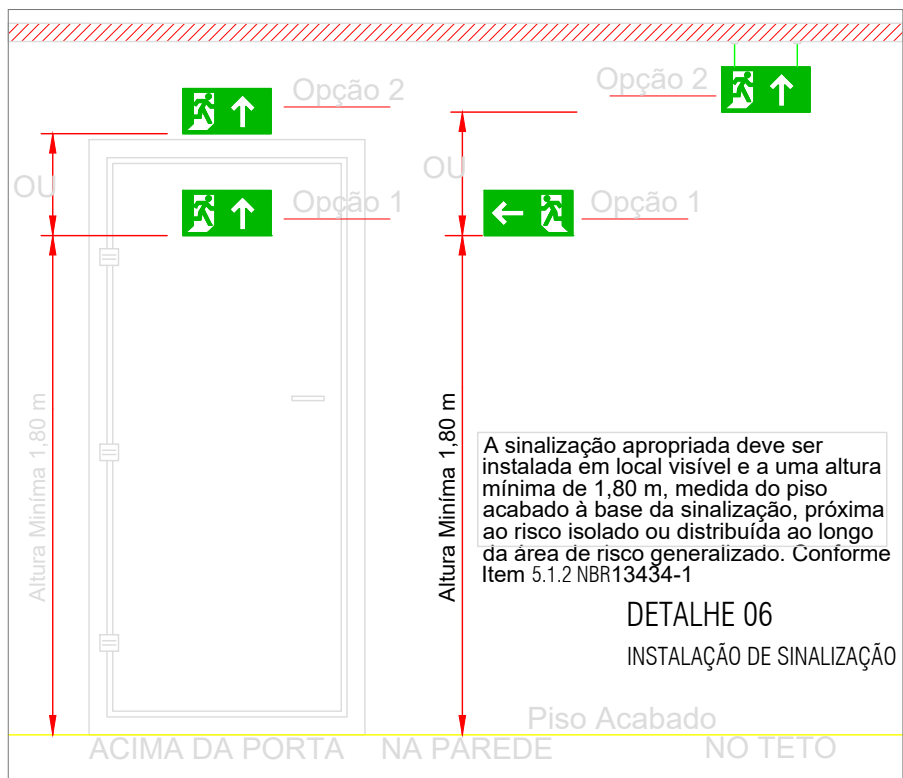 Opção 2
Opção 2
OU
OU
Opção 1
Opção 1
Altura Miníma 1,80 m
Altura Miníma 1,80 m
A sinalização apropriada deve ser
instalada em local visível e a uma altura
mínima de 1,80 m, medida do piso
acabado à base da sinalização, próxima
ao risco isolado ou distribuída ao longo
da área de risco generalizado. Conforme
Item 5.1.2 NBR13434-1
DETALHE 06
INSTALAÇÃO DE SINALIZAÇÃO
Piso Acabado
ACIMA DA PORTA
NA PAREDE
NO TETO